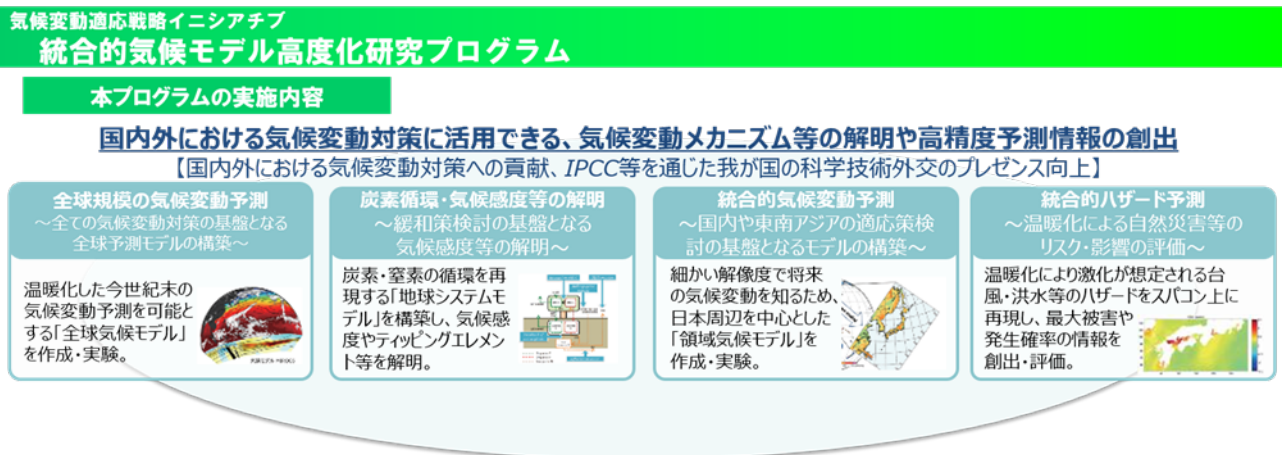 気候変動適応戦略イニシアチブ
統合的気候モデル高度化研究プログラム
本プログラムの実施内容
国内外における気候変動対策に活用できる、気候変動メカニズム等の解明や高精度予測情報の創出
【国内外における気候変動対策への貢献、IPCC等を通じた我が国の科学技術外交のプレゼンス向上】
全球規模の気候変動予測
~全ての気候変動対策の基盤となる
全球予測モデルの構築~
温暖化した今世紀末の
気候変動予測を可能と
する「全球気候モデル」
を作成・実験。
炭素循環・気候感度等の解明
~緩和策検討の基盤となる
気候感度等の解明~
炭素・窒素の循環を再
現する「地球システムモ
デル」を構築し、気候感
度やティッピングエレメン
ト等を解明。
統合的気候変動予測
~国内や東南アジアの適応策検
討の基盤となるモデルの構築~
細かい解像度で将来
の気候変動を知るため、
日本周辺を中心とした
「領域気候モデル」を
作成・実験。
統合的ハザード予測
~温暖化による自然災害等の
リスク・影響の評価~
温暖化により激化が想定される台
風・洪水等のハザードをスパコン上に
再現し、最大被害や
発生確率の情報を
創出・評価。